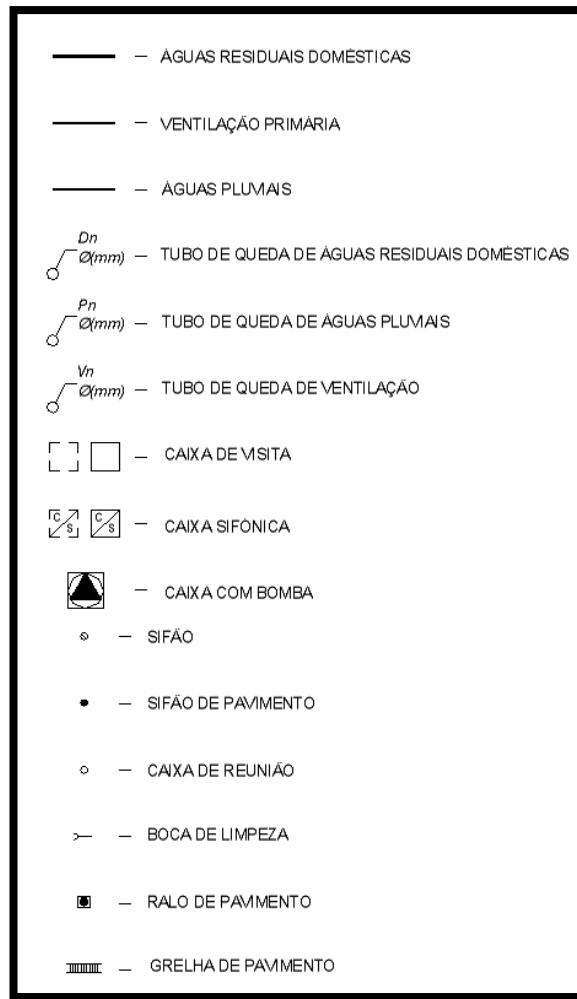 — ÁGUAS RESIDUAIS DOMÉSTICAS
— VENTILAÇÃO PRIMÁRIA
— ÁGUAS PLUVIAIS
Dn
Ø(mm) — TUBO DE QUEDA DE ÁGUAS RESIDUAIS DOMÉSTICAS
Pn
Ø(mm) — TUBO DE QUEDA DE ÁGUAS PLUVIAIS
Vn
Ø(mm) — TUBO DE QUEDA DE VENTILAÇÃO
— CAIXA DE VISITA
C/S C/S — CAIXA SIFÓNICA
— CAIXA COM BOMBA
— SIFÃO
— SIFÃO DE PAVIMENTO
— CAIXA DE REUNIÃO
— BOCA DE LIMPEZA
— RALO DE PAVIMENTO
— GRELHA DE PAVIMENTO